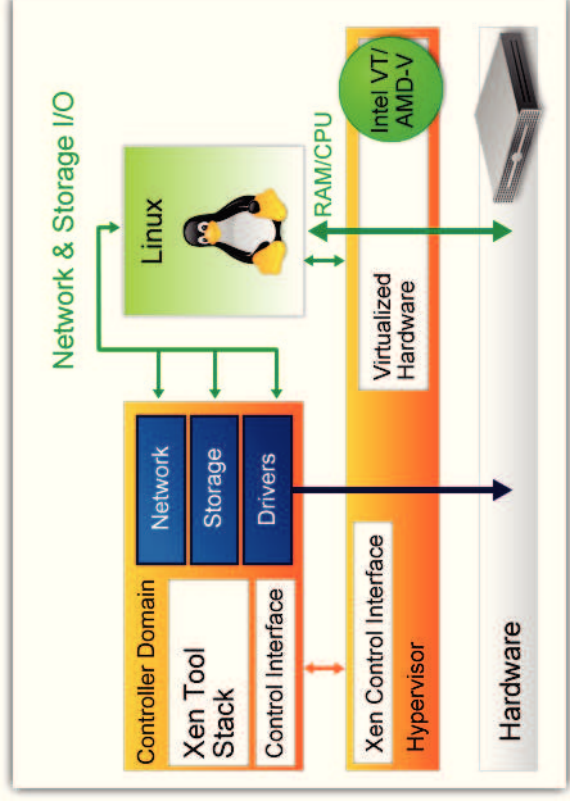 Network & Storage I/O
Controller Domain
Xen Tool
Stack
Control Interface
Network
Storage
Drivers
Linux
RAM/CPU
Xen Control Interface
Hypervisor
Virtualized
Hardware
Intel VT/
AMD-V
Hardware